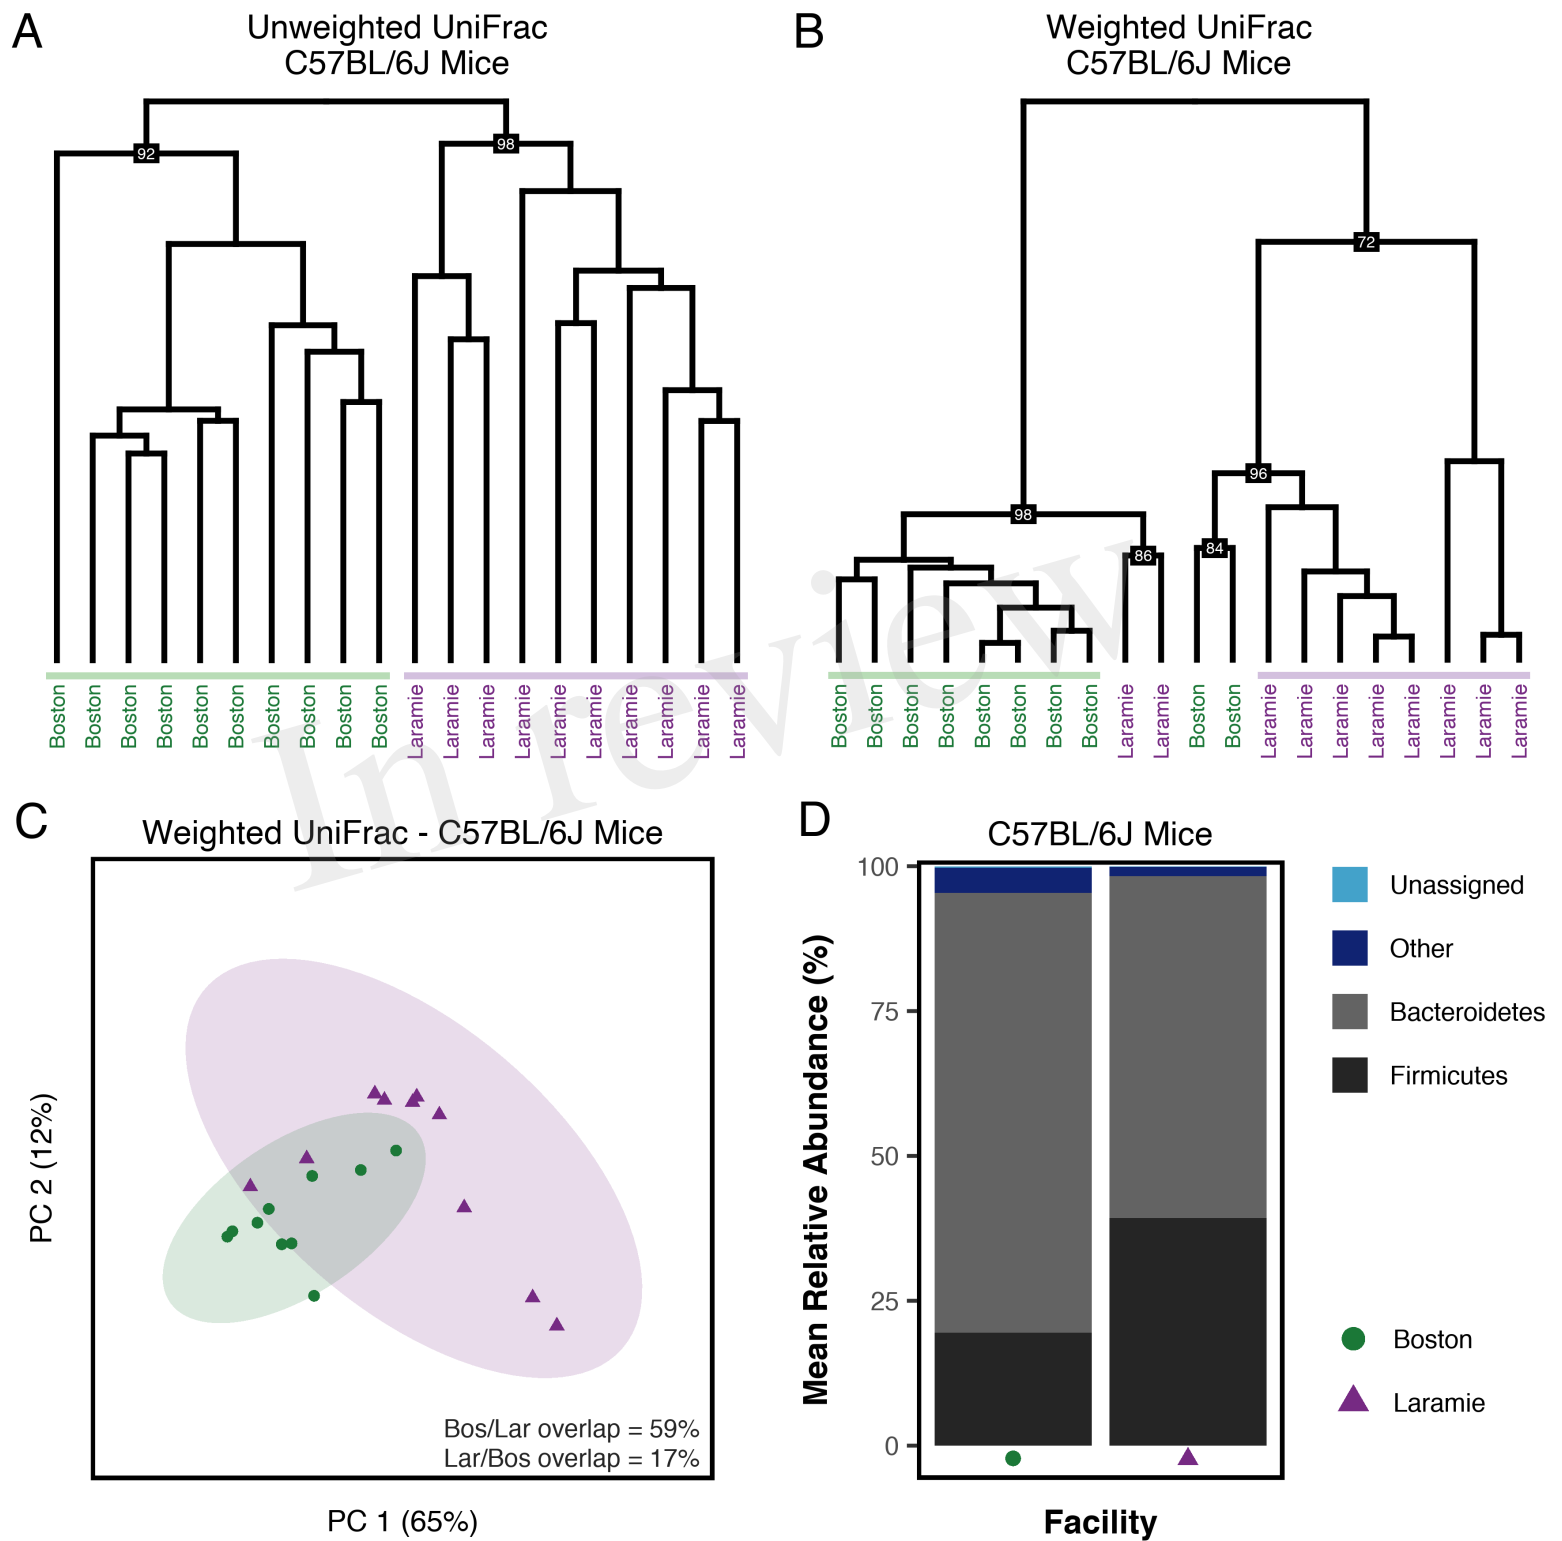 A
Unweighted UniFrac
C57BL/6J Mice
92
98
Boston
Boston
Boston
Boston
Boston
Boston
Boston
Boston
Boston
Boston
Laramie
Laramie
Laramie
Laramie
Laramie
Laramie
Laramie
Laramie
Laramie
Laramie
B
Weighted UniFrac
C57BL/6J Mice
72
96
98
86
84
Boston
Boston
Boston
Boston
Boston
Boston
Boston
Boston
Laramie
Laramie
Boston
Boston
Laramie
Laramie
Laramie
Laramie
Laramie
Laramie
Laramie
Laramie
In review
C
Weighted UniFrac - C57BL/6J Mice
PC 2 (12%)
Bos/Lar overlap = 59%
Lar/Bos overlap = 17%
PC 1 (65%)
D
C57BL/6J Mice
Mean Relative Abundance (%)
100
75
50
25
0
Facility
Unassigned
Other
Bacteroidetes
Firmicutes
Boston
Laramie